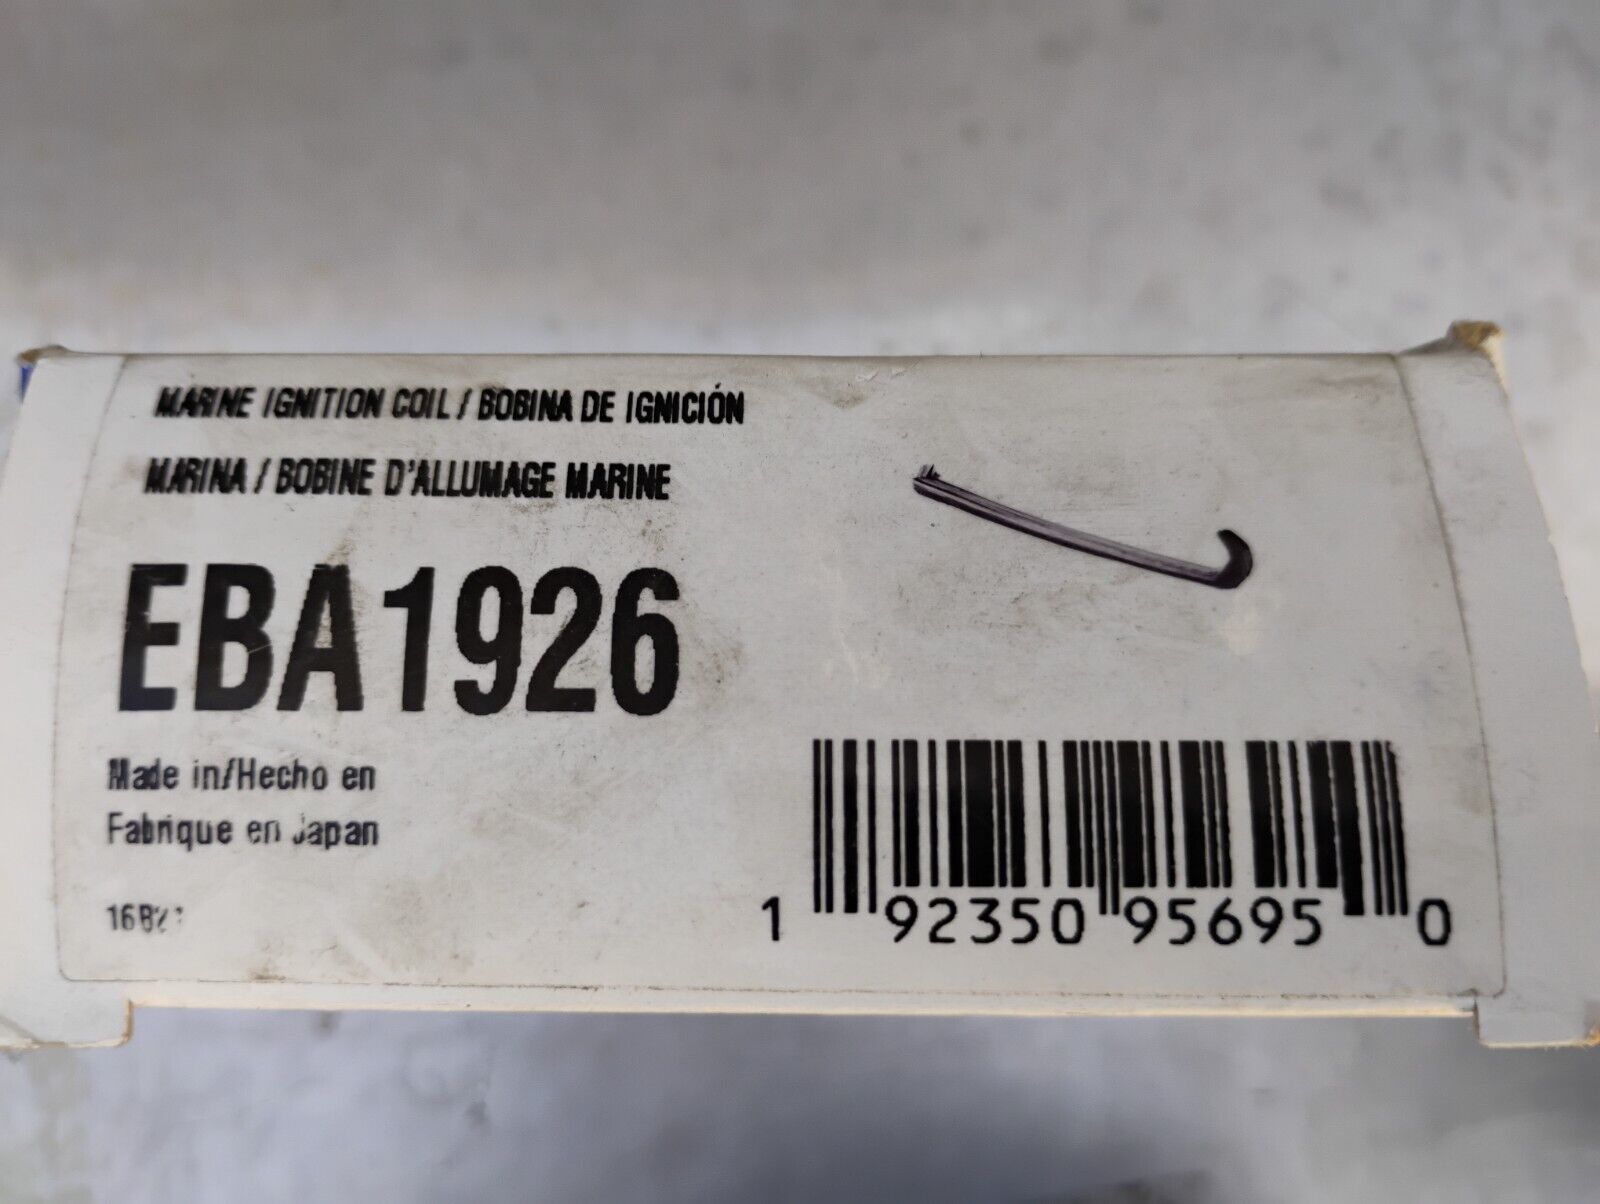 MARINE IGNITION COIL / BOBINA DE IGNICIÓN
MARINA / BOBINE D'ALLUMAGE MARINE
EBA1926
Made in/Hecho en
Fabrique en Japan
1 92350 95695 0